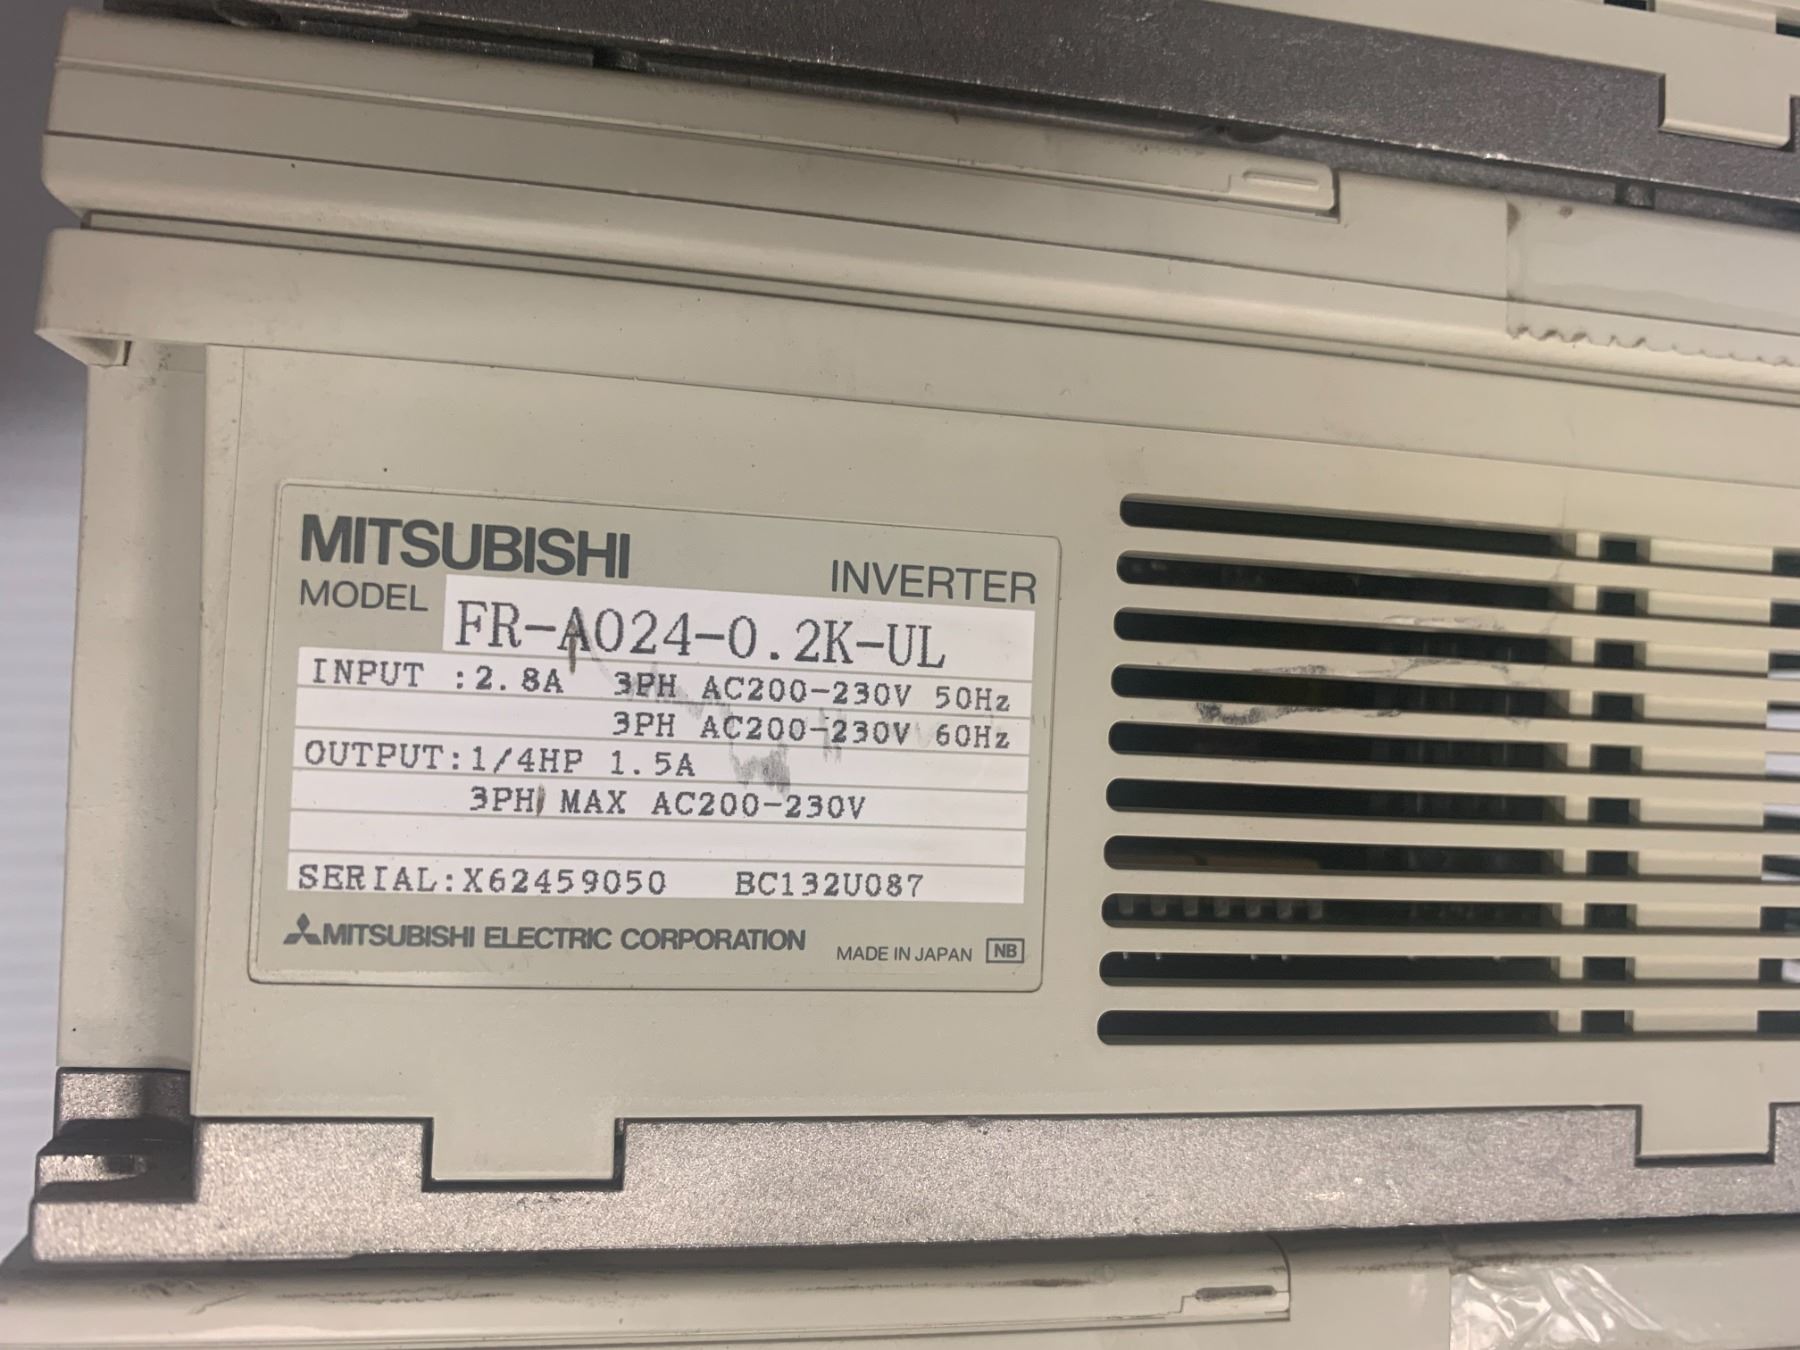 MITSUBISHI
INVERTER
MODEL FR-A024-0.2K-UL
INPUT :2.8A 3PH AC200-230V 50Hz
3PH AC200-230V 60Hz
OUTPUT:1/4HP 1.5A
3PH MAX AC200-230V
SERIAL:X62459050 BC132U087
MITSUBISHI ELECTRIC CORPORATION MADE IN JAPAN NB